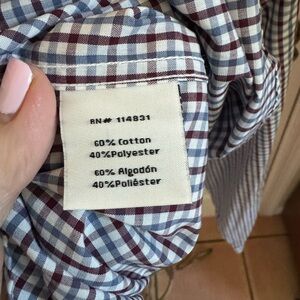 RN# 114831
60% Cotton
40%Polyester
60% Algodón
40%Poliéster